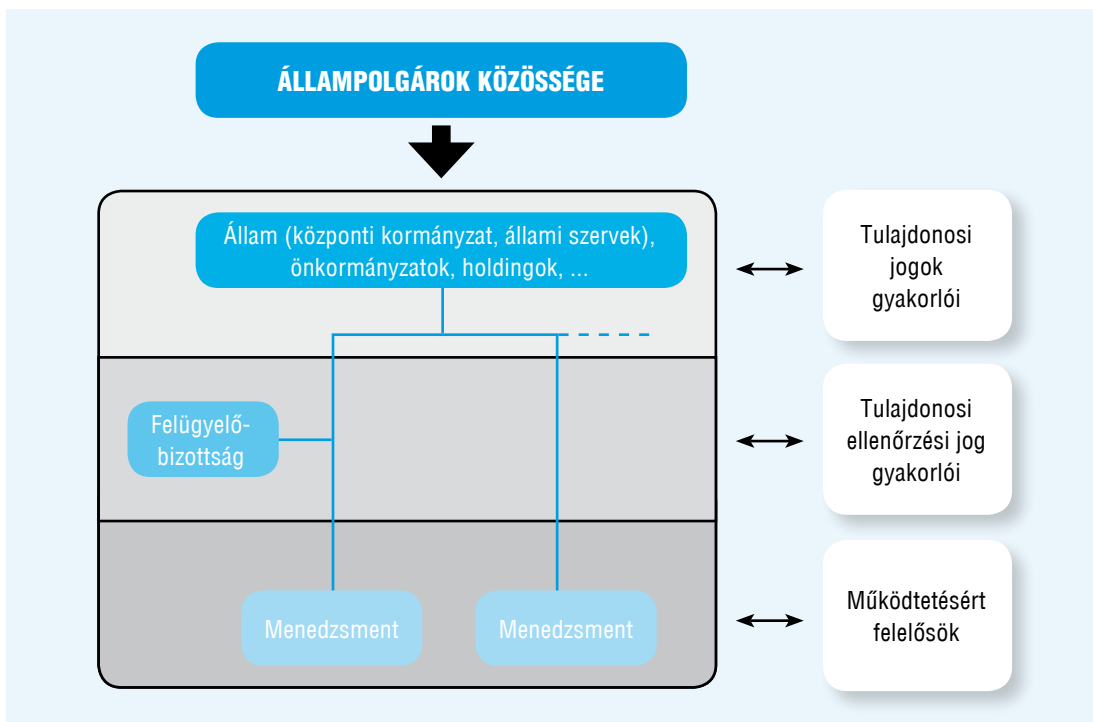 ÁLLAMPOLGÁROK KÖZÖSSÉGE
Állam (központi kormányzat, állami szervek),
önkormányzatok, holdingok, ...
Tulajdonosi
jogok
gyakorlói
Felügyelő-
bizottság
Tulajdonosi
ellenőrzési jog
gyakorlói
Menedzsment
Menedzsment
Működtetésért
felelősök